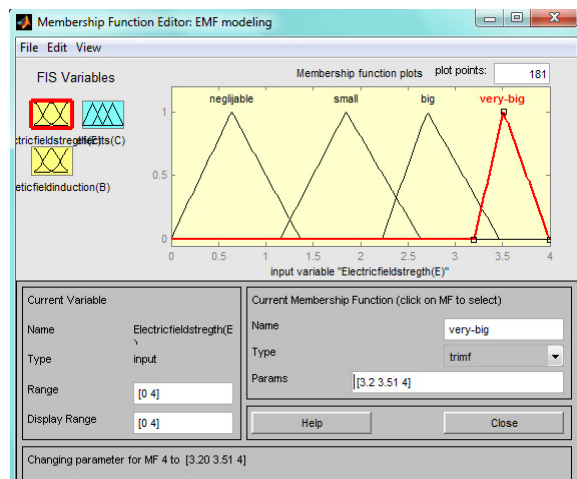 Membership Function Editor: EMF modeling
File Edit View
FIS Variables
Membership function plots
plot points:
181
neglijable
small
big
very-big
1
0.5
0
0 0.5 1 1.5 2 2.5 3 3.5 4
input variable "Electricfieldstregth(E)"
eticfieldinduction(B)
Current Variable
Name
Electricfieldstregth(E
)
Type
input
Range
[0 4]
Display Range
[0 4]
Current Membership Function (click on MF to select)
Name
very-big
Type
trimf
Params
[3.2 3.51 4]
Help
Close
Changing parameter for MF 4 to [3.20 3.51 4]